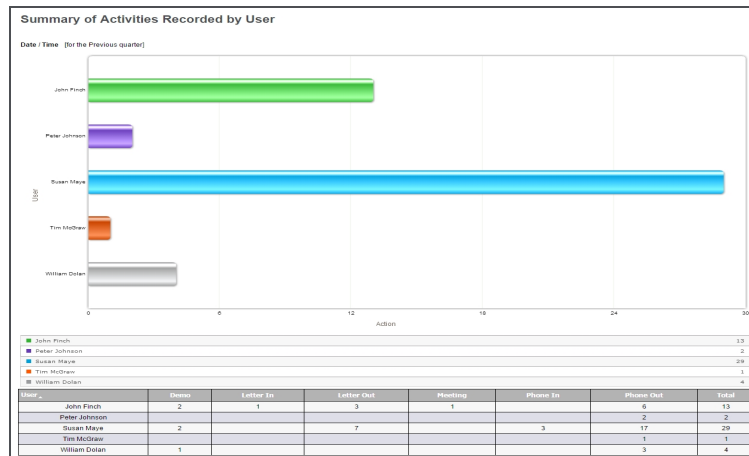 Summary of Activities Recorded by User
Date / Time [for the Previous quarter]
John Finch
Peter Johnson
Susan Maye
Tim McGraw
William Dolan
User
0 6 12 18 24 30
Action
John Finch 13
Peter Johnson 2
Susan Maye 29
Tim McGraw 1
William Dolan 4
User Demo Letter In Letter Out Meeting Phone In Phone Out Total
John Finch 2 1 3 1 6 13
Peter Johnson 2 2
Susan Maye 2 7 3 17 29
Tim McGraw 1 1
William Dolan 1 3 4